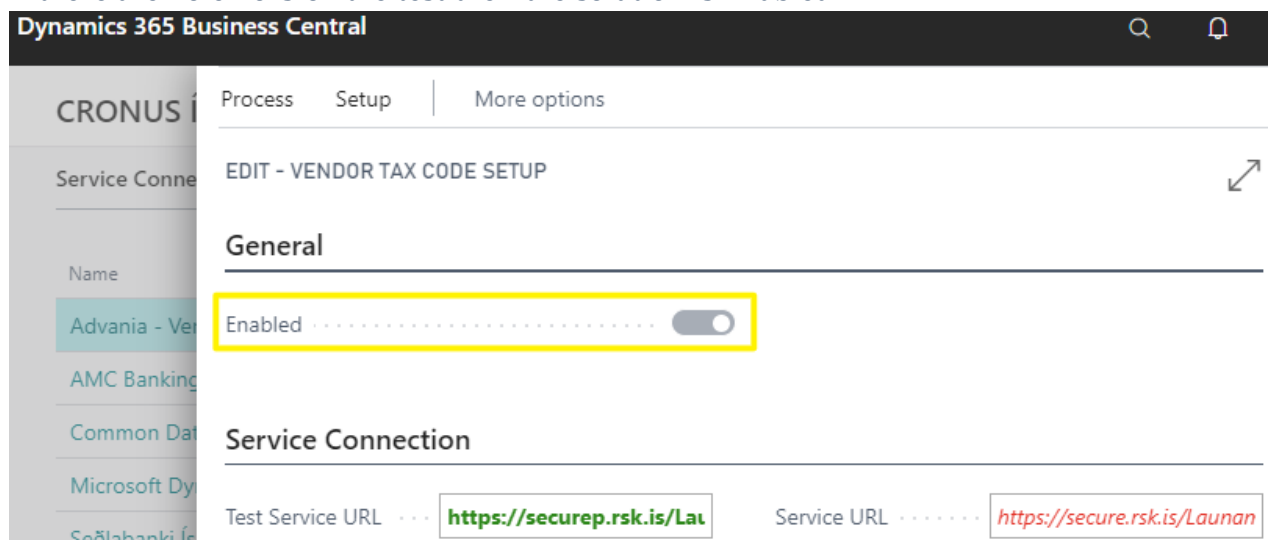 Dynamics 365 Business Central
CRONUS Í
Process Setup More options
Service Conne
EDIT - VENDOR TAX CODE SETUP
General
Name
Advania - Ver
Enabled
AMC Banking
Common Dat
Service Connection
Microsoft Dy
Test Service URL https://securep.rsk.is/Lau Service URL https://secure.rsk.is/Launan